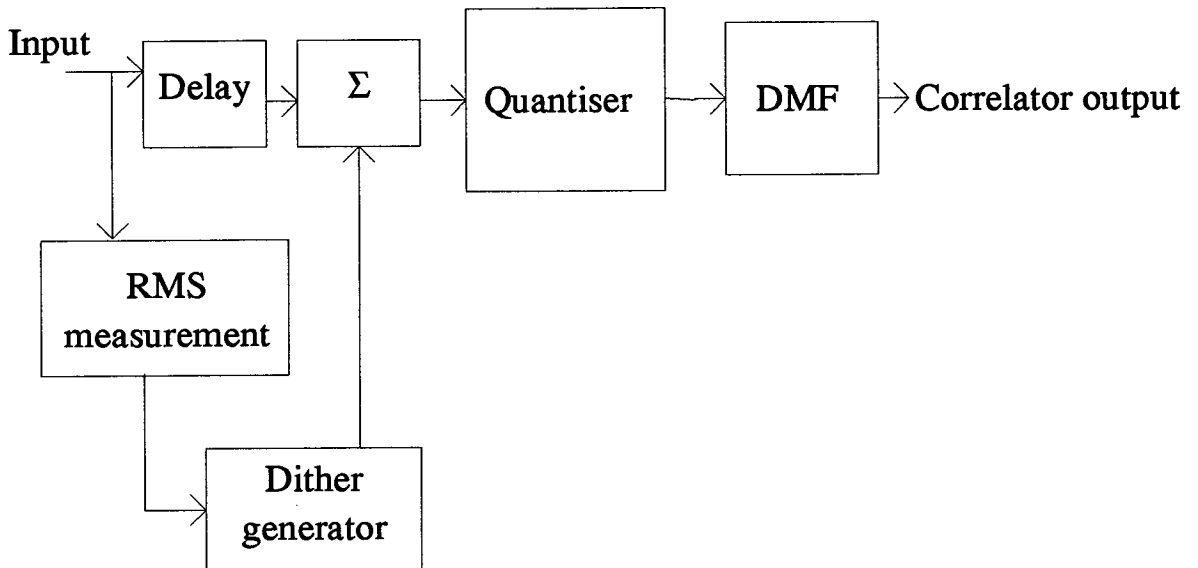 Input
Delay
Σ
Quantiser
DMF
Correlator output
RMS
measurement
Dither
generator